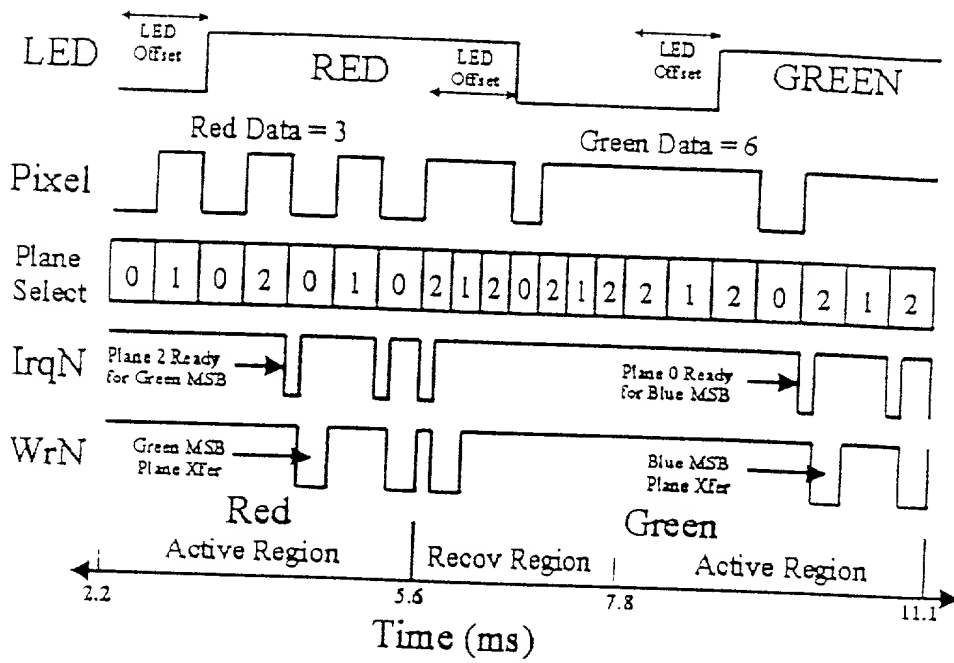 LED
LED
Offset
RED
LED
Offset
LED
Offset
GREEN
Red Data = 3
Green Data = 6
Pixel
Plane
Select
0 1 0 2 0 1 0 2 1 2 0 2 1 2 2 1 2 0 2 1 2
IrqN
Plane 2 Ready
for Green MSB
Plane 0 Ready
for Blue MSB
WrN
Green MSB
Plane XFer
Blue MSB
Plane XFer
Red
Green
Active Region
Recov Region
Active Region
2.2
5.6
7.8
11.1
Time (ms)